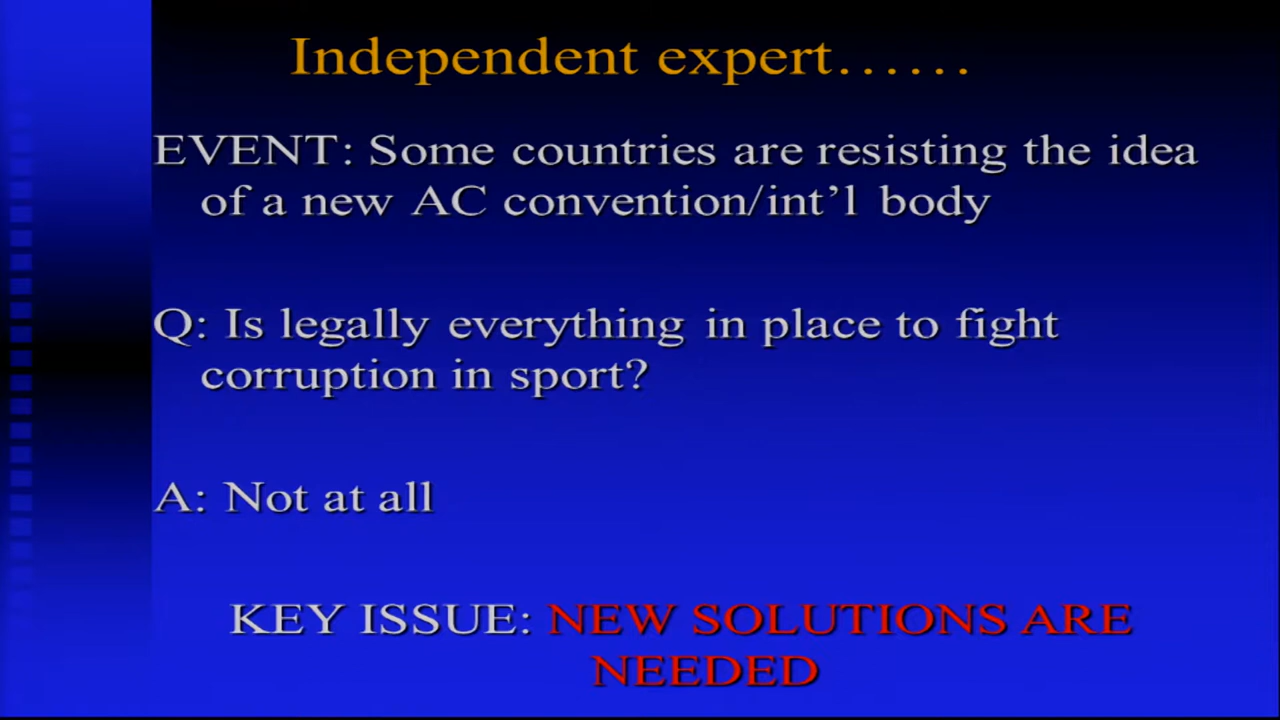 Independent expert……
EVENT: Some countries are resisting the idea
of a new AC convention/int’l body
Q: Is legally everything in place to fight
corruption in sport?
A: Not at all
KEY ISSUE: NEW SOLUTIONS ARE
NEEDED